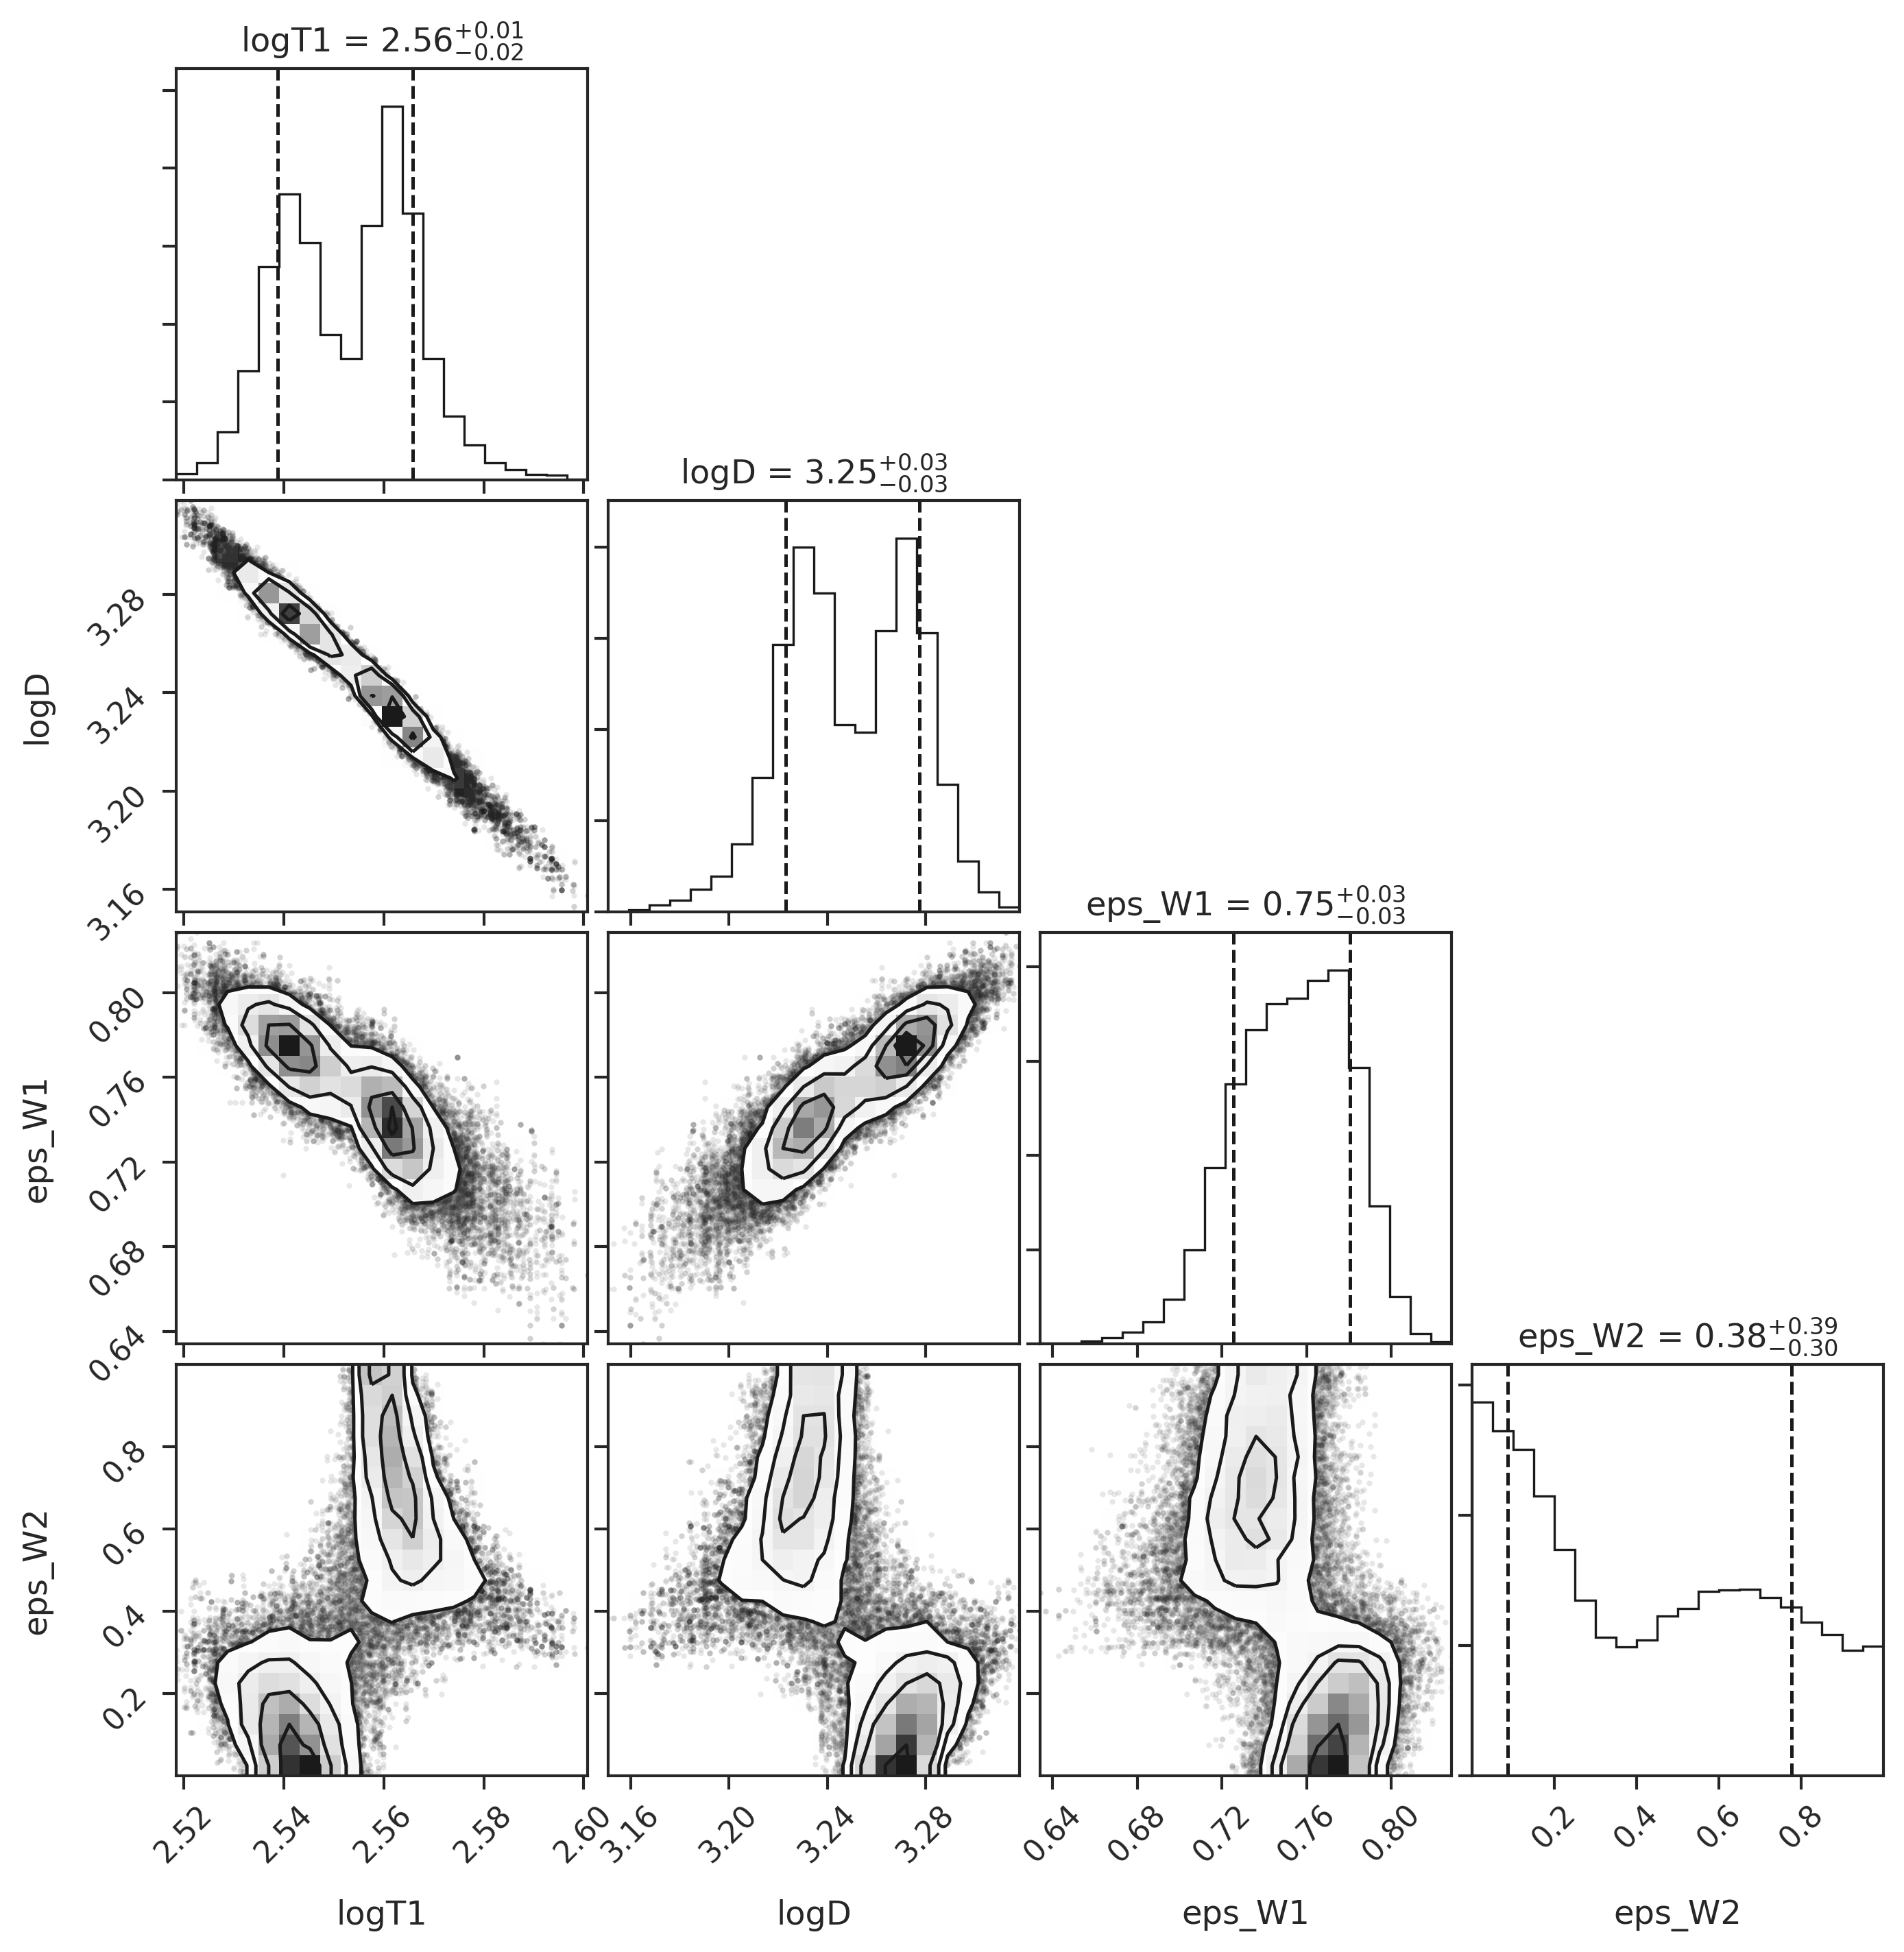 logT1 = 2.56 +0.01 −0.02
logD = 3.25 +0.03 −0.03
3.28
3.24
3.20
3.16
logD
eps_W1 = 0.75 +0.03 −0.03
0.80
0.76
0.72
0.68
0.64
eps_W1
eps_W2 = 0.38 +0.39 −0.30
0.8
0.6
0.4
0.2
eps_W2
2.52 2.54 2.56 2.58 2.60 3.16 3.20 3.24 3.28 0.64 0.68 0.72 0.76 0.80 0.2 0.4 0.6 0.8
logT1 logD eps_W1 eps_W2